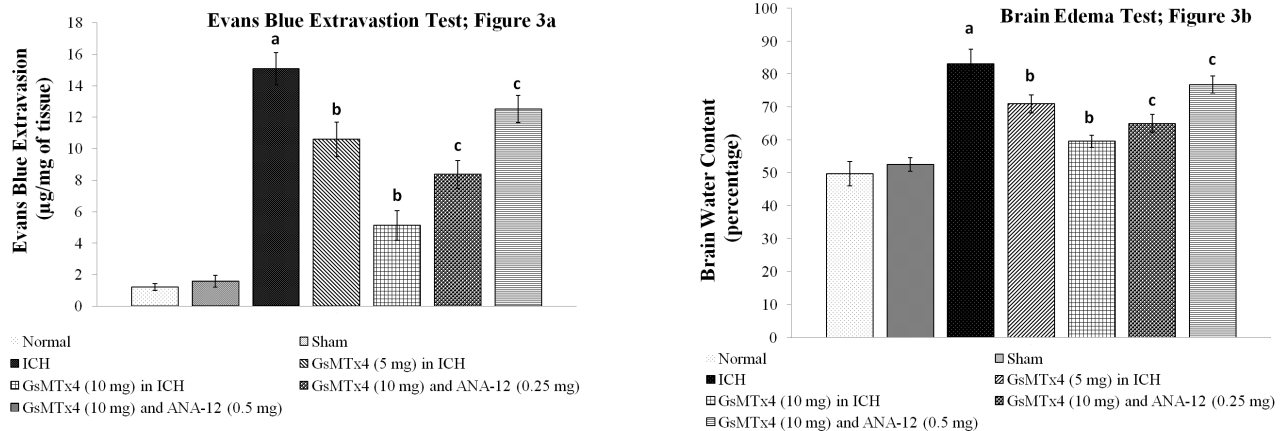 Evans Blue Extravastion Test; Figure 3a
Evans Blue Extravasion
(µg/mg of tissue)
18
16
14
12
10
8
6
4
2
0
a
b
b
c
c
Normal
Sham
ICH
GsMTx4 (5 mg) in ICH
GsMTx4 (10 mg) in ICH
GsMTx4 (10 mg) and ANA-12 (0.25 mg)
GsMTx4 (10 mg) and ANA-12 (0.5 mg)
Brain Edema Test; Figure 3b
Brain Water Content
(percentage)
100
90
80
70
60
50
40
30
20
10
0
a
b
b
c
c
Normal
Sham
ICH
GsMTx4 (5 mg) in ICH
GsMTx4 (10 mg) in ICH
GsMTx4 (10 mg) and ANA-12 (0.25 mg)
GsMTx4 (10 mg) and ANA-12 (0.5 mg)